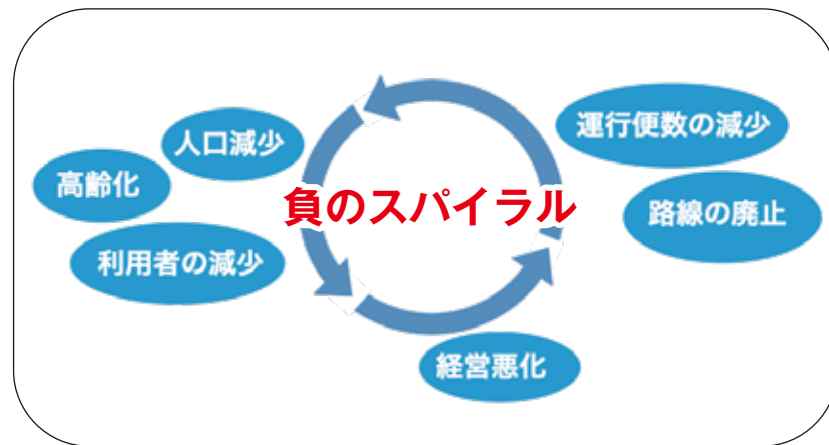 人口減少
高齢化
利用者の減少
負のスパイラル
運行便数の減少
路線の廃止
経営悪化